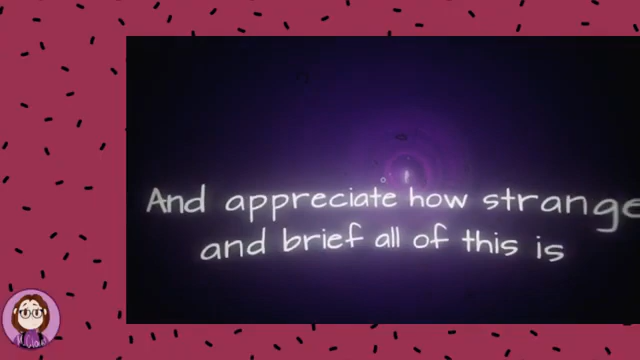 And appreciate how strange
and brief all of this is